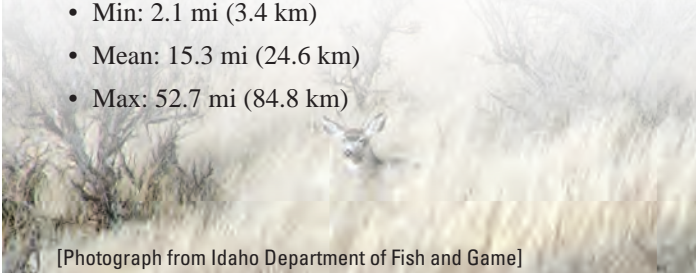 • Min: 2.1 mi (3.4 km)
• Mean: 15.3 mi (24.6 km)
• Max: 52.7 mi (84.8 km)
[Photograph from Idaho Department of Fish and Game]